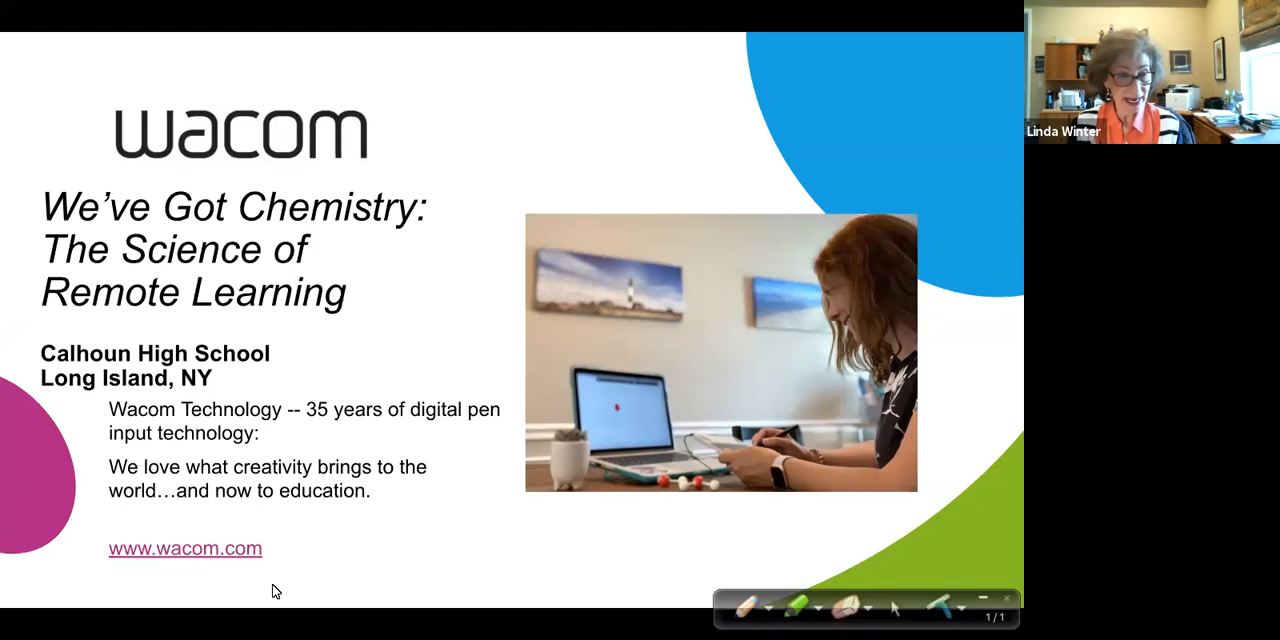 wacom
We’ve Got Chemistry:
The Science of
Remote Learning
Calhoun High School
Long Island, NY
Wacom Technology -- 35 years of digital pen
input technology:
We love what creativity brings to the
world…and now to education.
www.wacom.com
Linda Winter
1/1